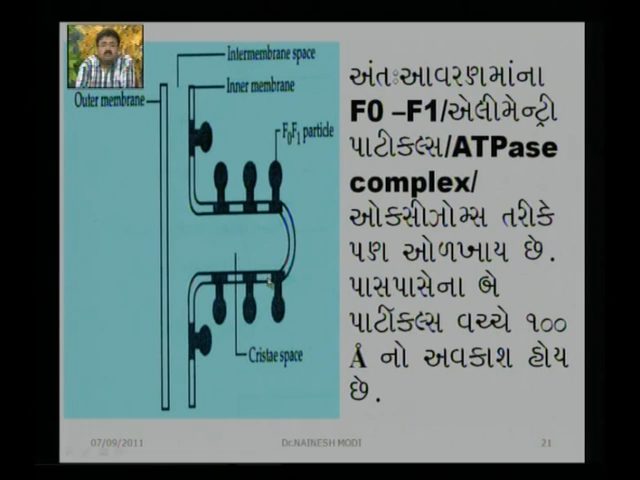 Intermembrane space
Inner membrane
Outer membrane
F0F1 particle
Cristae space
અંતઃઆવરણમાંના
F0 –F1/એલીમેન્ટ્રી
પાટીકલ્સ/ATPase
complex/
ઓક્સીઝોમ્સ તરીકે
પણ ઓળખાય છે.
પાસપાસેના બે
પાર્ટીકલ્સ વચ્ચે ૧૦૦
Å નો અવકાશ હોય
છે.
07/09/2011
Dr.NAINESH MODI
21